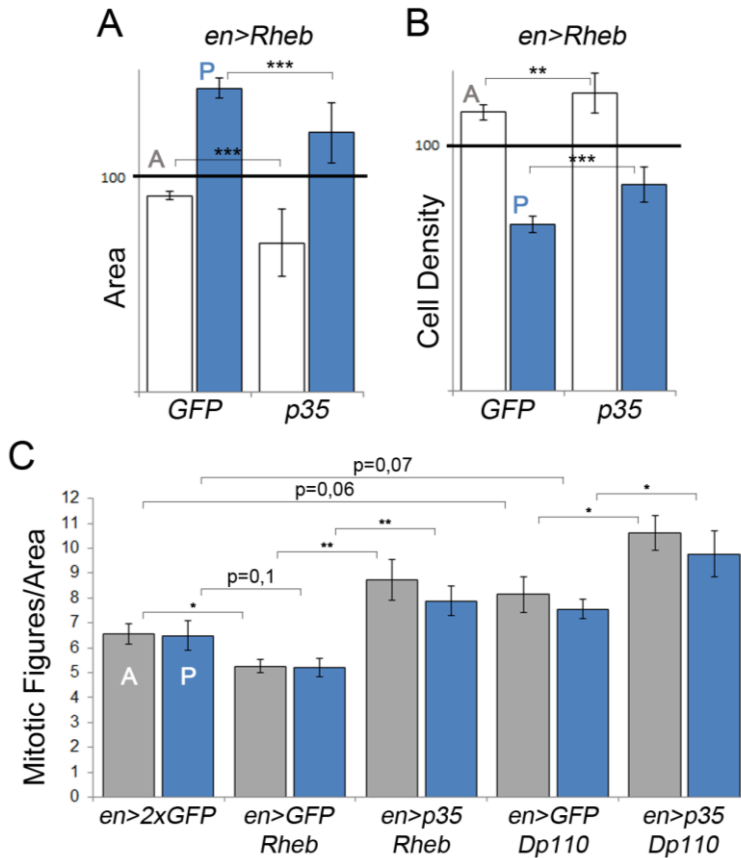 A
en>Rheb
P
***
A
***
100
Area
GFP
p35
B
en>Rheb
**
A
100
***
P
Cell Density
GFP
p35
C
p=0,07
p=0,06
*
*
**
**
p=0,1
*
12
11
10
9
8
7
6
5
4
3
2
1
0
Mitotic Figures/Area
A
P
en>2xGFP
en>GFP
Rheb
en>p35
Rheb
en>GFP
Dp110
en>p35
Dp110